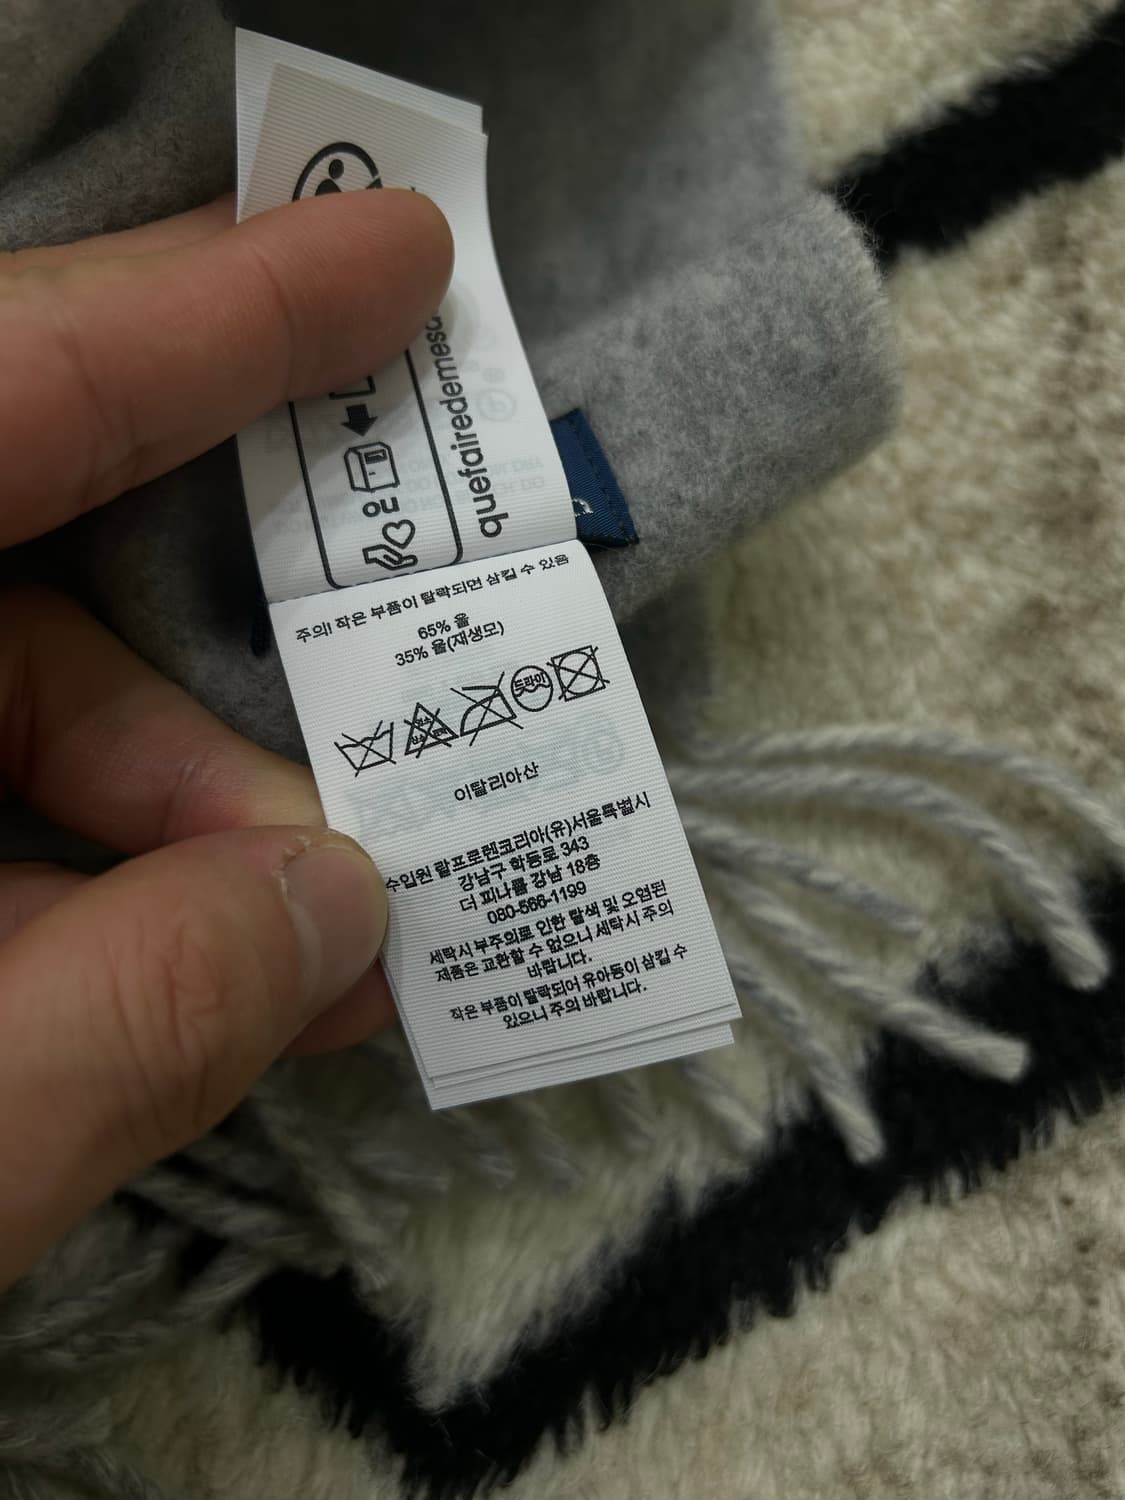 OU
quefairedemesd
주의! 작은 부품이 탈락되면 삼킬 수 있음
65% 울
35% 울(재생모)
드라이
이탈리아산
수입원 랄프로렌코리아(유)서울특별시
강남구 학동로 343
더 피나클 강남 18층
080-566-1199
세탁시 부주의로 인한 탈색 및 오염된
제품은 교환할 수 없으니 세탁시 주의
바랍니다.
작은 부품이 탈락되어 유아동이 삼킬 수
있으니 주의 바랍니다.